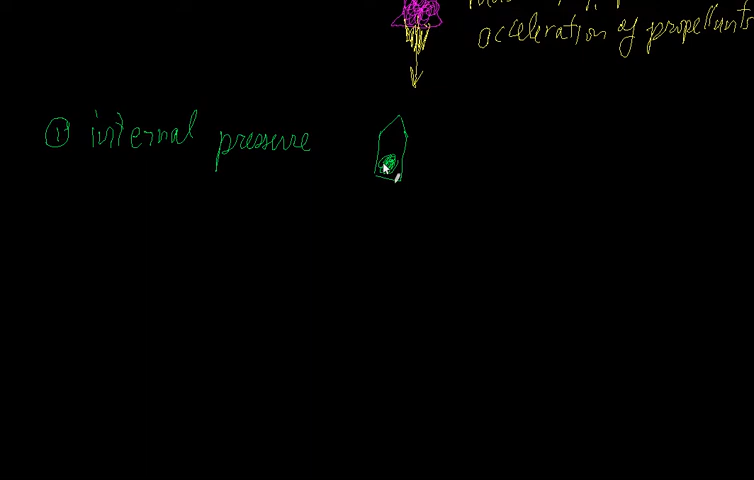 acceleration of propellants
① internal pressure